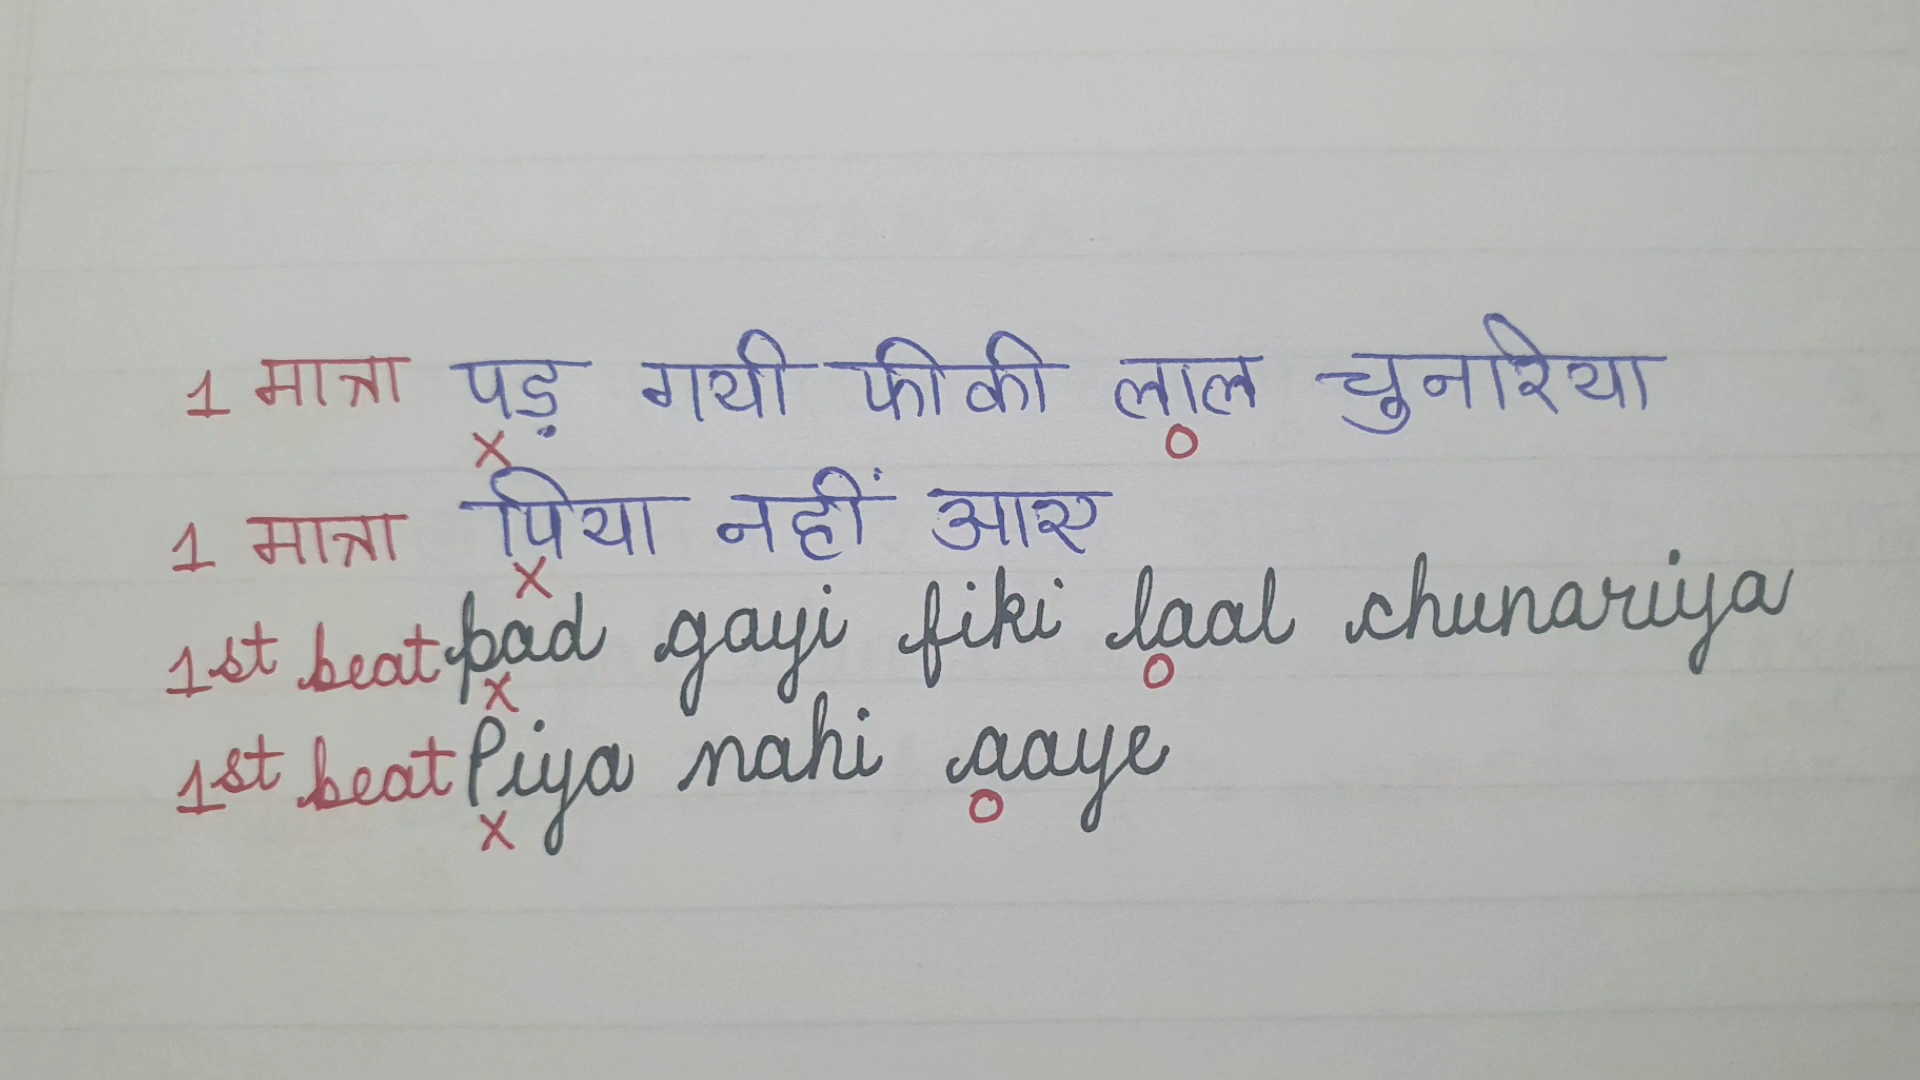 1 मात्रा पड़ गयी फीकी लाल चुनरिया
x o
1 मात्रा पिया नहीं आए
x
1st beat pad gayi fiki laal chunariya
x o
1st beat Piya nahi aaye
x o